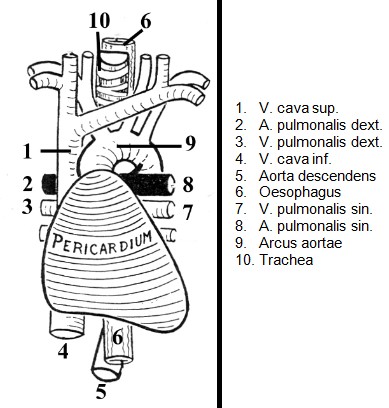 10 6
1 9
2 8
3 7
PERICARDIUM
4 6
5
1. V. cava sup.
2. A. pulmonalis dext.
3. V. pulmonalis dext.
4. V. cava inf.
5. Aorta descendens
6. Oesophagus
7. V. pulmonalis sin.
8. A. pulmonalis sin.
9. Arcus aortae
10. Trachea